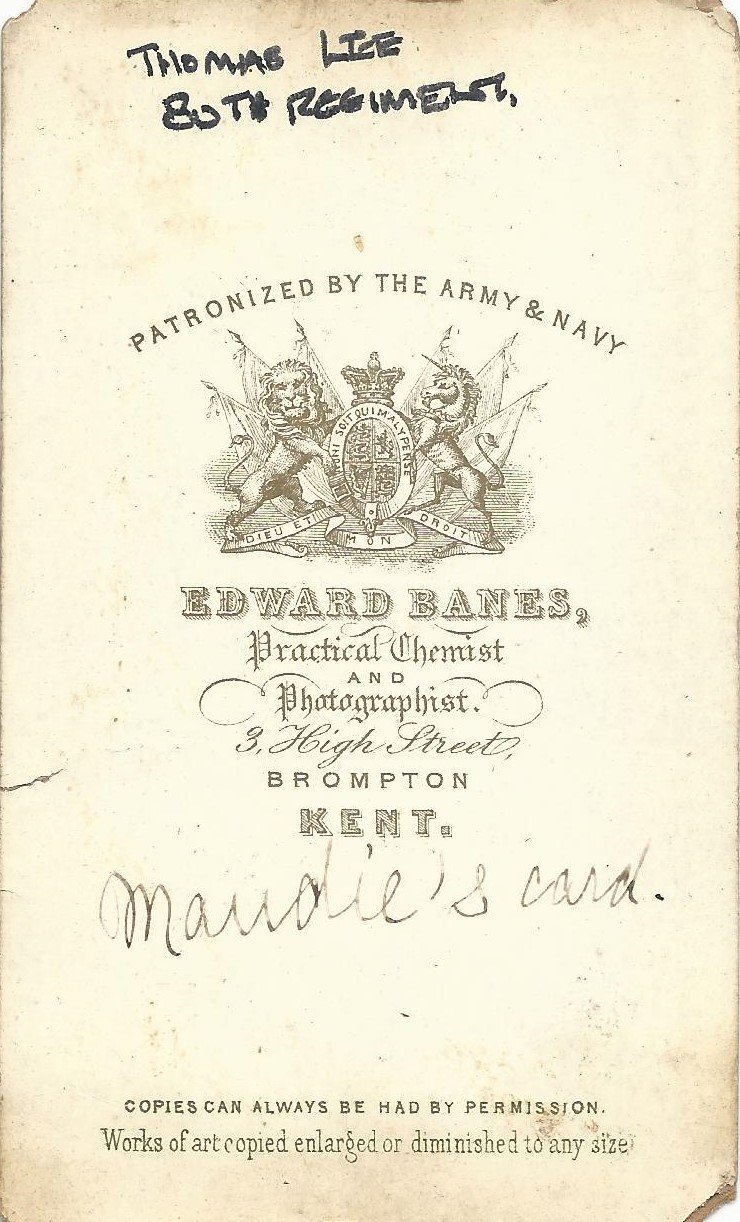 THOMAS LEE
80TH REGIMENT.
PATRONIZED BY THE ARMY & NAVY
HONI SOIT QUI MAL Y PENSE
DIEU ET MON DROIT
EDWARD BANES,
Practical Chemist
AND
Photographist.
3, High Street,
BROMPTON
KENT.
Maudie's card.
COPIES CAN ALWAYS BE HAD BY PERMISSION.
Works of art copied enlarged or diminished to any size